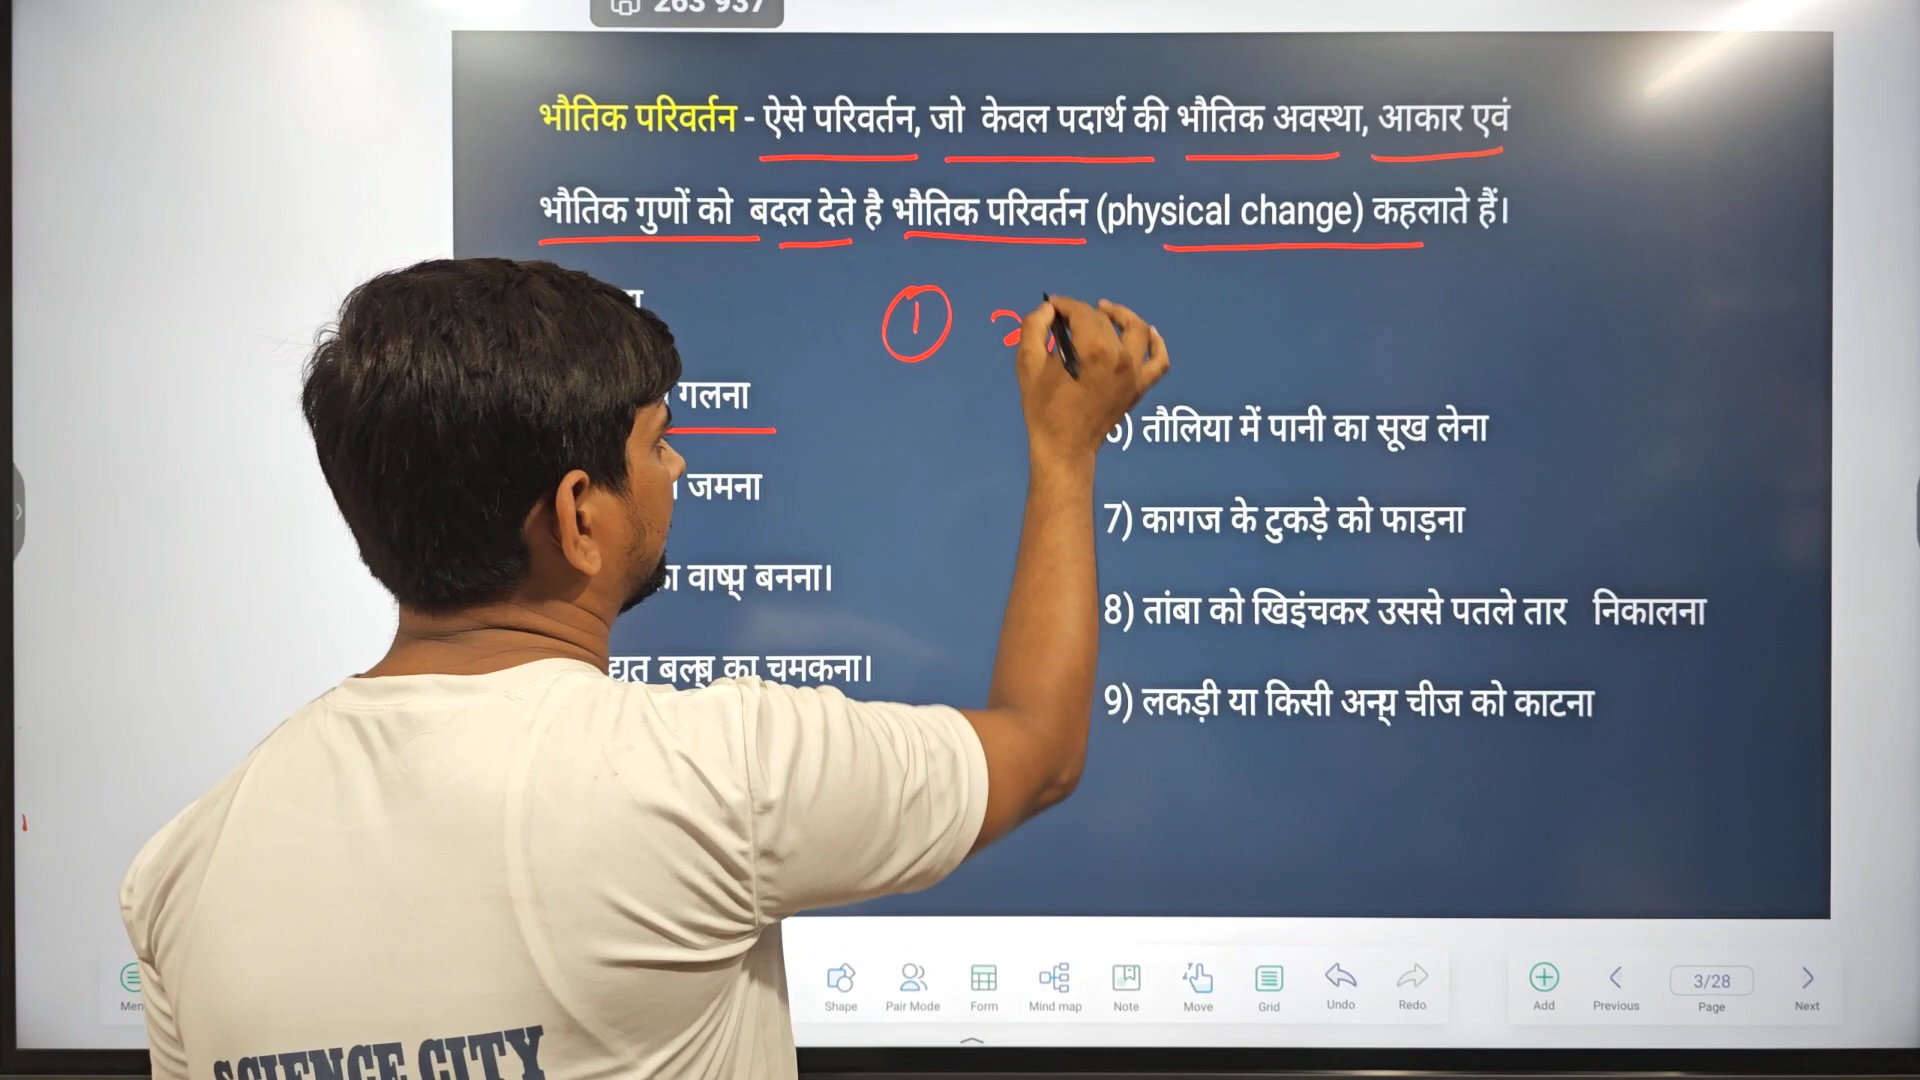 263 937
भौतिक परिवर्तन - ऐसे परिवर्तन, जो केवल पदार्थ की भौतिक अवस्था, आकार एवं
भौतिक गुणों को बदल देते है भौतिक परिवर्तन (physical change) कहलाते हैं।
1
गलना
जमना
का वाष्प बनना।
बल्ब का चमकना।
6) तौलिया में पानी का सूख लेना
7) कागज के टुकड़े को फाड़ना
8) तांबा को खिइंचकर उससे पतले तार निकालना
9) लकड़ी या किसी अन्य चीज को काटना
SCIENCE CITY
Men
Shape
Pair Mode
Form
Mind map
Note
Move
Grid
Undo
Redo
Add
Previous
3/28
Page
Next